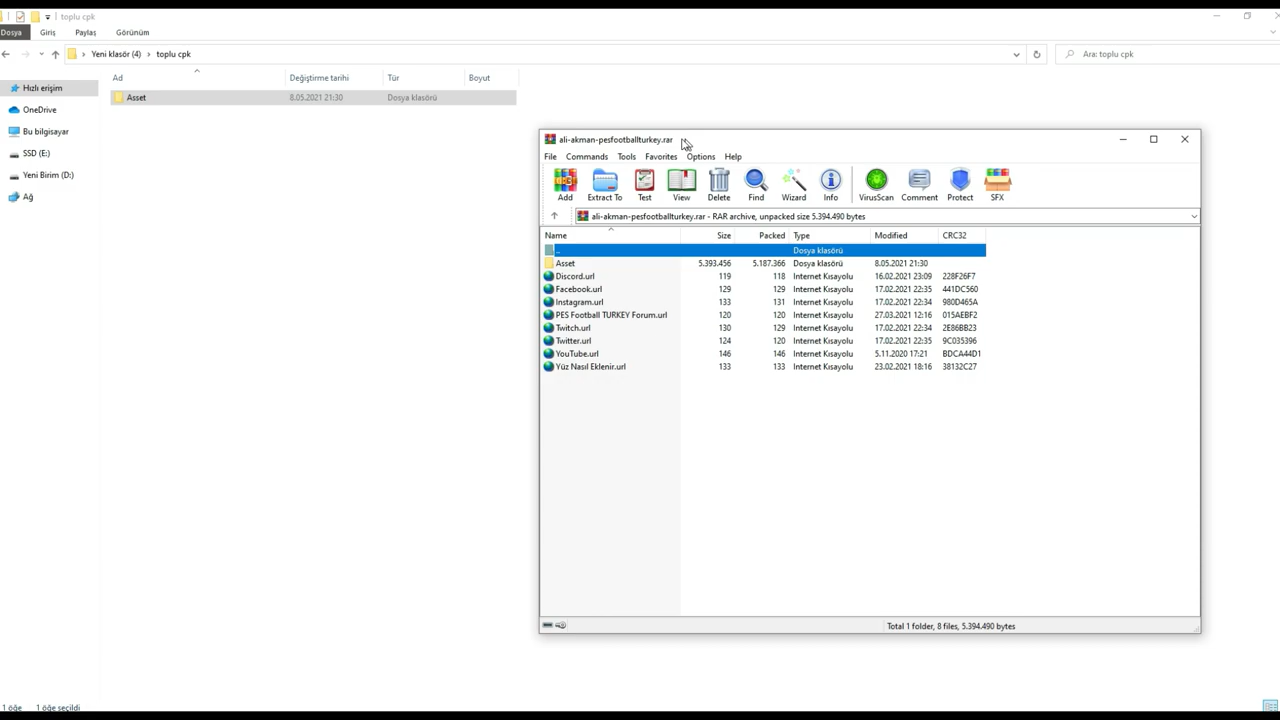 toplu cpk
Dosya Giriş Paylaş Görünüm
Yeni klasör (4) toplu cpk Ara: toplu cpk
Ad Değiştirme tarihi Tür Boyut
Hızlı erişim
Asset 8.05.2021 21:30 Dosya klasörü
OneDrive
Bu bilgisayar
SSD (E:)
Yeni Birim (D:)
Ağ
ali-akman-pesfootballturkey.rar
File Commands Tools Favorites Options Help
Add Extract To Test View Delete Find Wizard Info VirusScan Comment Protect SFX
ali-akman-pesfootballturkey.rar - RAR archive, unpacked size 5.394.490 bytes
Name Size Packed Type Modified CRC32
.. Dosya klasörü
Asset 5.393.456 5.187.366 Dosya klasörü 8.05.2021 21:30
Discord.url 119 118 Internet Kısayolu 16.02.2021 23:09 228F26F7
Facebook.url 129 129 Internet Kısayolu 17.02.2021 22:35 441DC560
Instagram.url 133 131 Internet Kısayolu 17.02.2021 22:34 980D465A
PES Football TURKEY Forum.url 120 120 Internet Kısayolu 27.03.2021 12:16 015AEBF2
Twitch.url 130 129 Internet Kısayolu 17.02.2021 22:34 2E86BB23
Twitter.url 124 120 Internet Kısayolu 17.02.2021 22:35 9C035396
YouTube.url 146 146 Internet Kısayolu 5.11.2020 17:21 BDCA44D1
Yüz Nasıl Eklenir.url 133 133 Internet Kısayolu 23.02.2021 18:16 38132C27
Total 1 folder, 8 files, 5.394.490 bytes
1 öğe 1 öğe seçildi